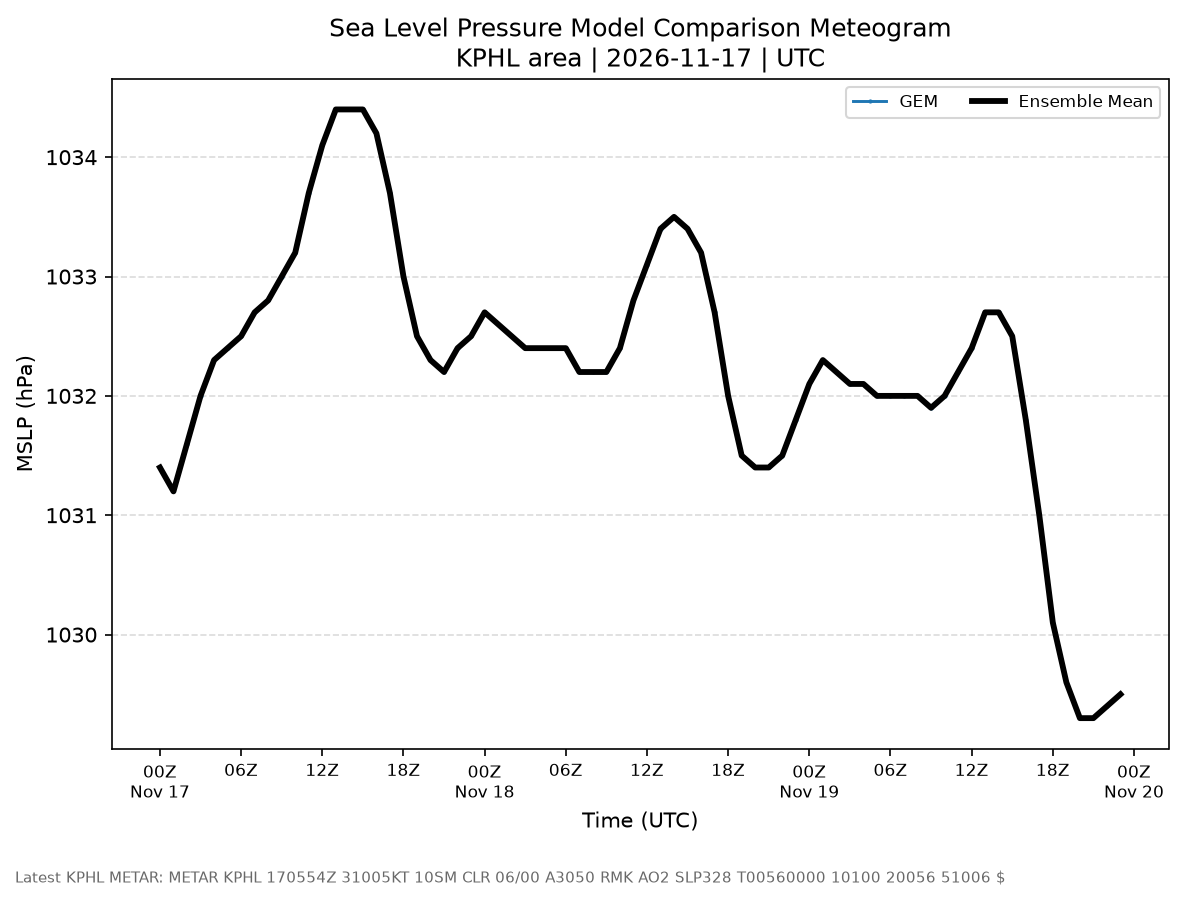 Sea Level Pressure Model Comparison Meteogram
KPHL area | 2026-11-17 | UTC
GEM Ensemble Mean
1034
1033
1032
1031
1030
MSLP (hPa)
00Z 06Z 12Z 18Z 00Z 06Z 12Z 18Z 00Z 06Z 12Z 18Z 00Z
Nov 17 Nov 18 Nov 19 Nov 20
Time (UTC)
Latest KPHL METAR: METAR KPHL 170554Z 31005KT 10SM CLR 06/00 A3050 RMK AO2 SLP328 T00560000 10100 20056 51006 $